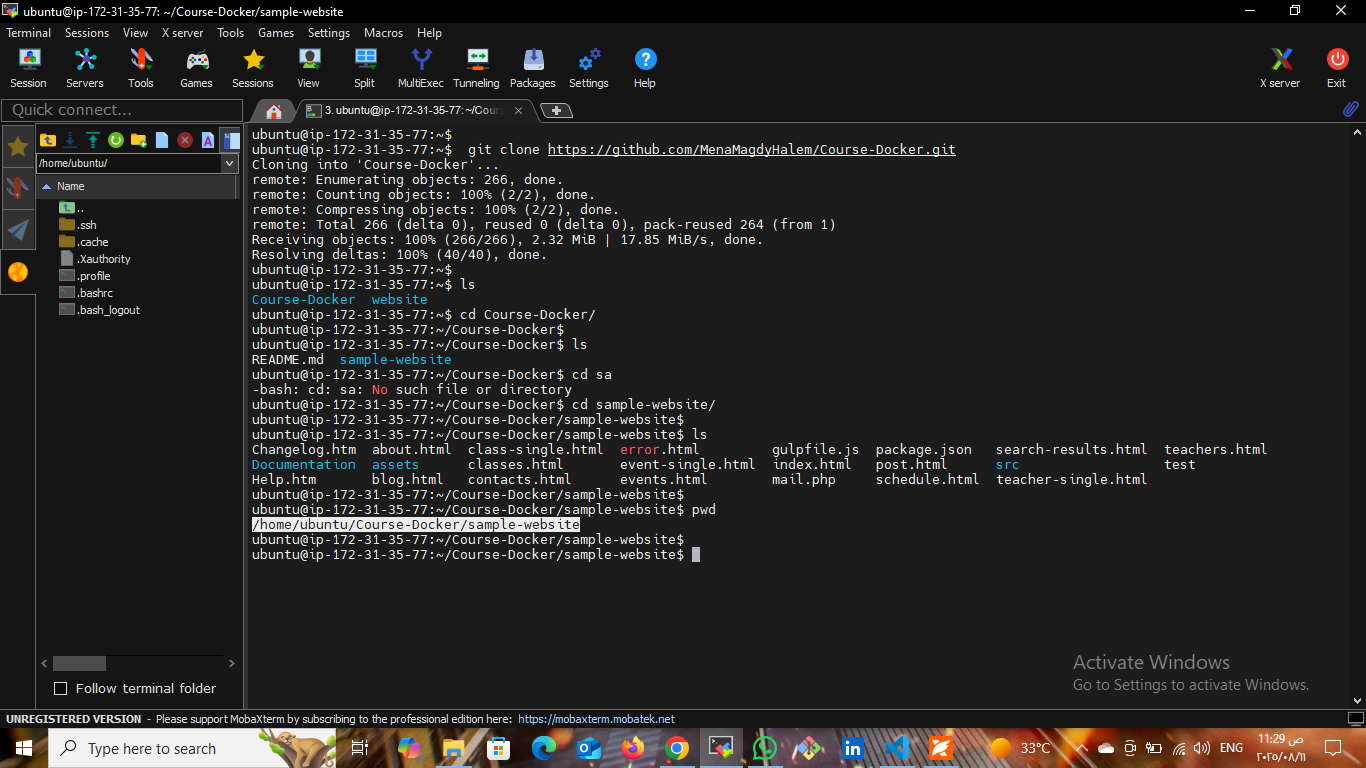 ubuntu@ip-172-31-35-77: ~/Course-Docker/sample-website
Terminal Sessions View X server Tools Games Settings Macros Help
Session Servers Tools Games Sessions View Split MultiExec Tunneling Packages Settings Help X server Exit
Quick connect...
3. ubuntu@ip-172-31-35-77: ~/Cour
/home/ubuntu/
Name
..
.ssh
.cache
.Xauthority
.profile
.bashrc
.bash_logout
Follow terminal folder
ubuntu@ip-172-31-35-77:~$
ubuntu@ip-172-31-35-77:~$  git clone https://github.com/MenaMagdyHalem/Course-Docker.git
Cloning into 'Course-Docker'...
remote: Enumerating objects: 266, done.
remote: Counting objects: 100% (2/2), done.
remote: Compressing objects: 100% (2/2), done.
remote: Total 266 (delta 0), reused 0 (delta 0), pack-reused 264 (from 1)
Receiving objects: 100% (266/266), 2.32 MiB | 17.85 MiB/s, done.
Resolving deltas: 100% (40/40), done.
ubuntu@ip-172-31-35-77:~$
ubuntu@ip-172-31-35-77:~$ ls
Course-Docker  website
ubuntu@ip-172-31-35-77:~$ cd Course-Docker/
ubuntu@ip-172-31-35-77:~/Course-Docker$
ubuntu@ip-172-31-35-77:~/Course-Docker$ ls
README.md  sample-website
ubuntu@ip-172-31-35-77:~/Course-Docker$ cd sa
-bash: cd: sa: No such file or directory
ubuntu@ip-172-31-35-77:~/Course-Docker$ cd sample-website/
ubuntu@ip-172-31-35-77:~/Course-Docker/sample-website$
ubuntu@ip-172-31-35-77:~/Course-Docker/sample-website$ ls
Changelog.htm  about.html  class-single.html  error.html  gulpfile.js  package.json  search-results.html  teachers.html
Documentation  assets  classes.html  event-single.html  index.html  post.html  src  test
Help.htm  blog.html  contacts.html  events.html  mail.php  schedule.html  teacher-single.html
ubuntu@ip-172-31-35-77:~/Course-Docker/sample-website$
ubuntu@ip-172-31-35-77:~/Course-Docker/sample-website$ pwd
/home/ubuntu/Course-Docker/sample-website
ubuntu@ip-172-31-35-77:~/Course-Docker/sample-website$
ubuntu@ip-172-31-35-77:~/Course-Docker/sample-website$
Activate Windows
Go to Settings to activate Windows.
UNREGISTERED VERSION - Please support MobaXterm by subscribing to the professional edition here: https://mobaxterm.mobatek.net
Type here to search
33°C
ENG
11:29 ص
٢٠٢٥/٠٨/١١